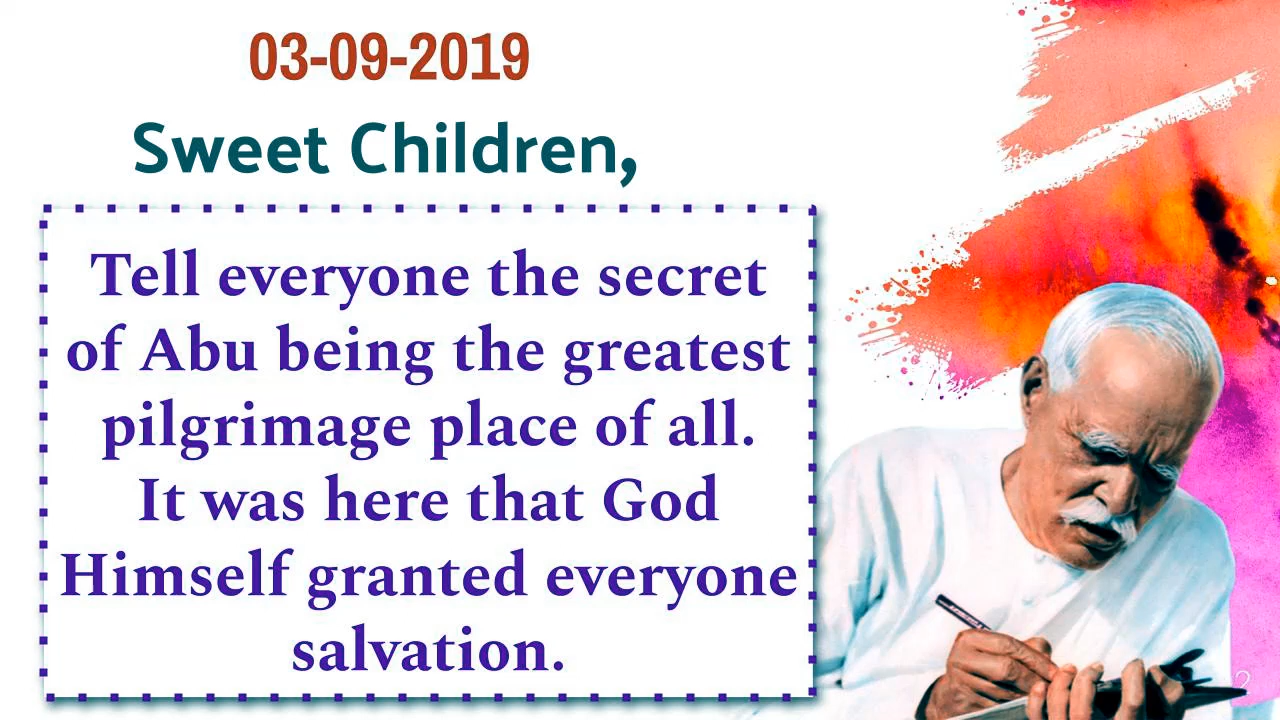 03-09-2019
Sweet Children,
Tell everyone the secret
of Abu being the greatest
pilgrimage place of all.
It was here that God
Himself granted everyone
salvation.
2